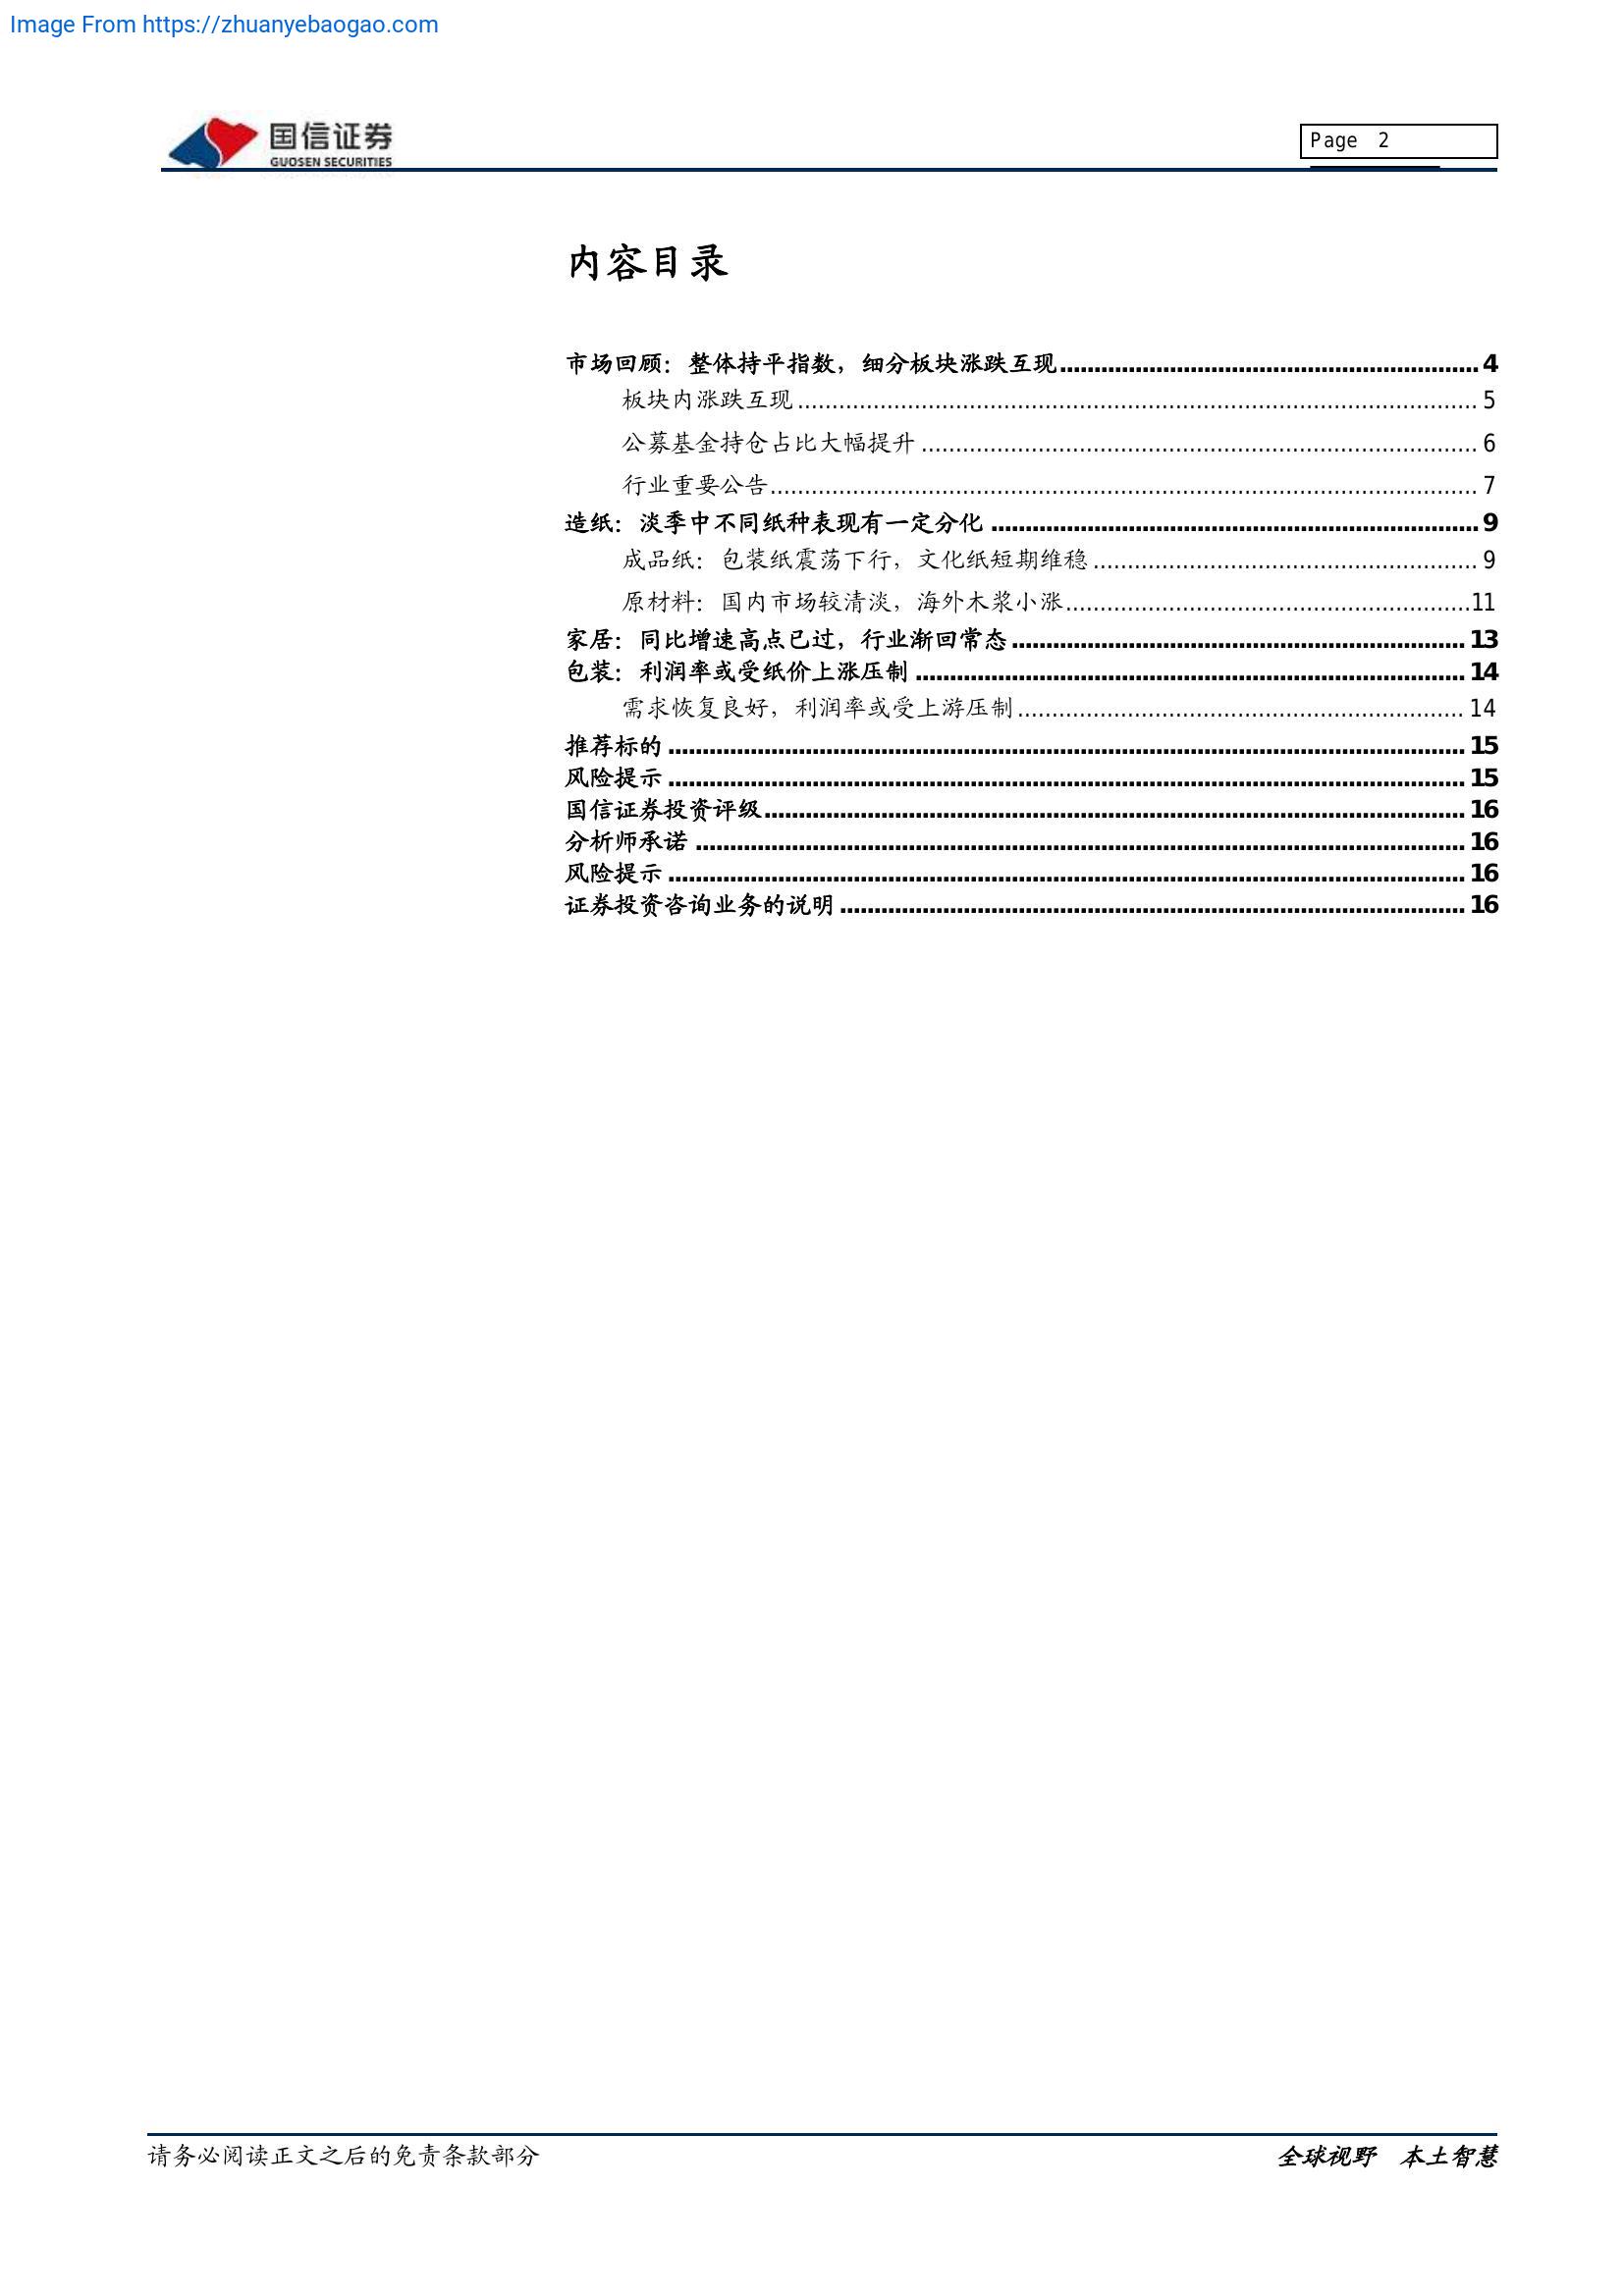 Image From https://zhuanyebaogao.com
国信证券
GUOSEN SECURITIES
Page 2
内容目录
市场回顾：整体持平指数，细分板块涨跌互现 4
板块内涨跌互现 5
公募基金持仓占比大幅提升 6
行业重要公告 7
造纸：淡季中不同纸种表现有一定分化 9
成品纸：包装纸震荡下行，文化纸短期维稳 9
原材料：国内市场较清淡，海外木浆小涨 11
家居：同比增速高点已过，行业渐回常态 13
包装：利润率或受纸价上涨压制 14
需求恢复良好，利润率或受上游压制 14
推荐标的 15
风险提示 15
国信证券投资评级 16
分析师承诺 16
风险提示 16
证券投资咨询业务的说明 16
请务必阅读正文之后的免责条款部分
全球视野 本土智慧